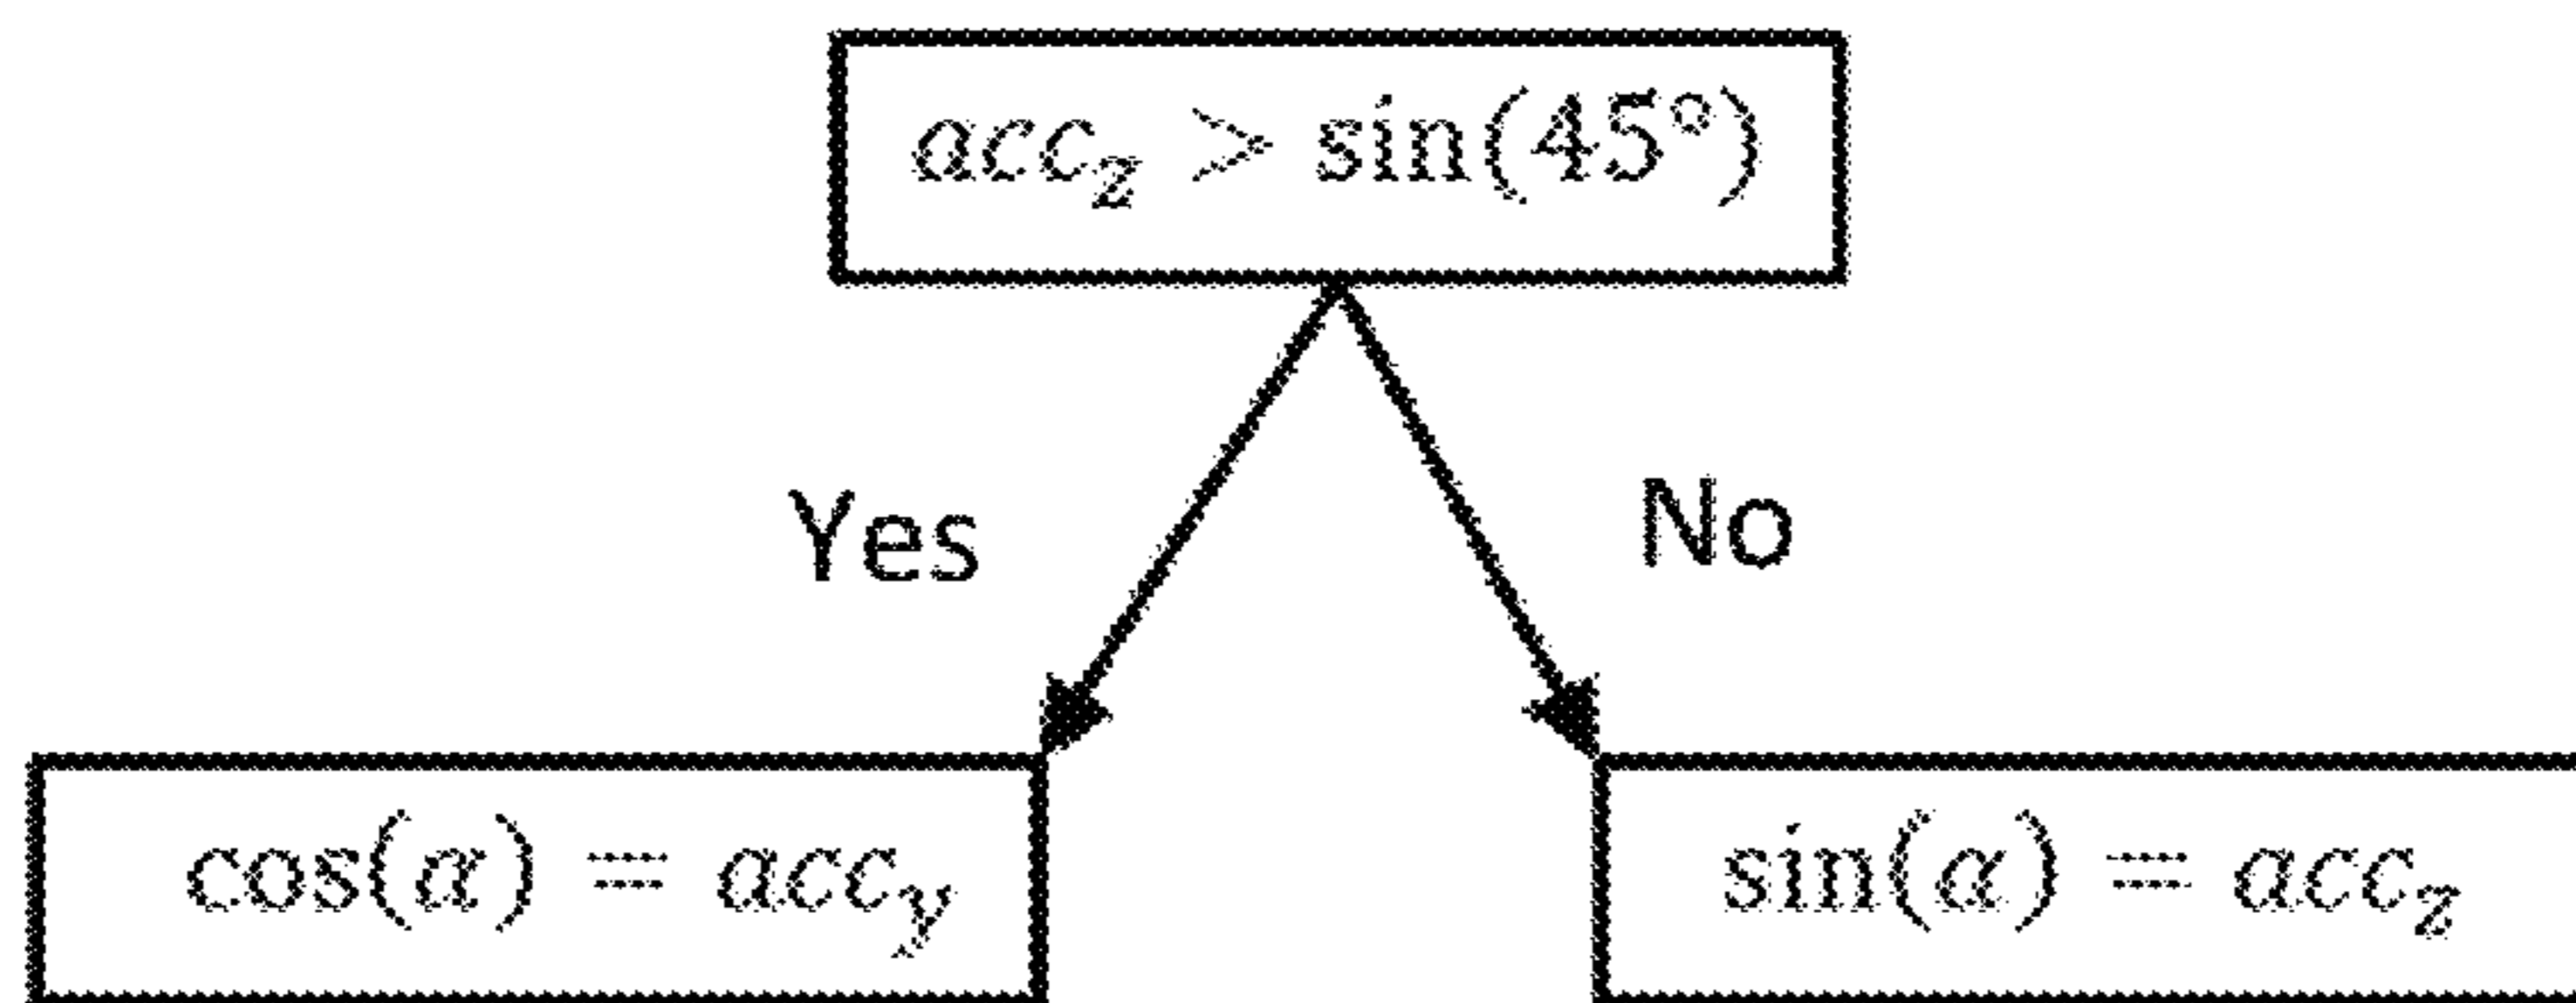 acc_z > sin(45°)
Yes
No
cos(α) = acc_y
sin(α) = acc_z